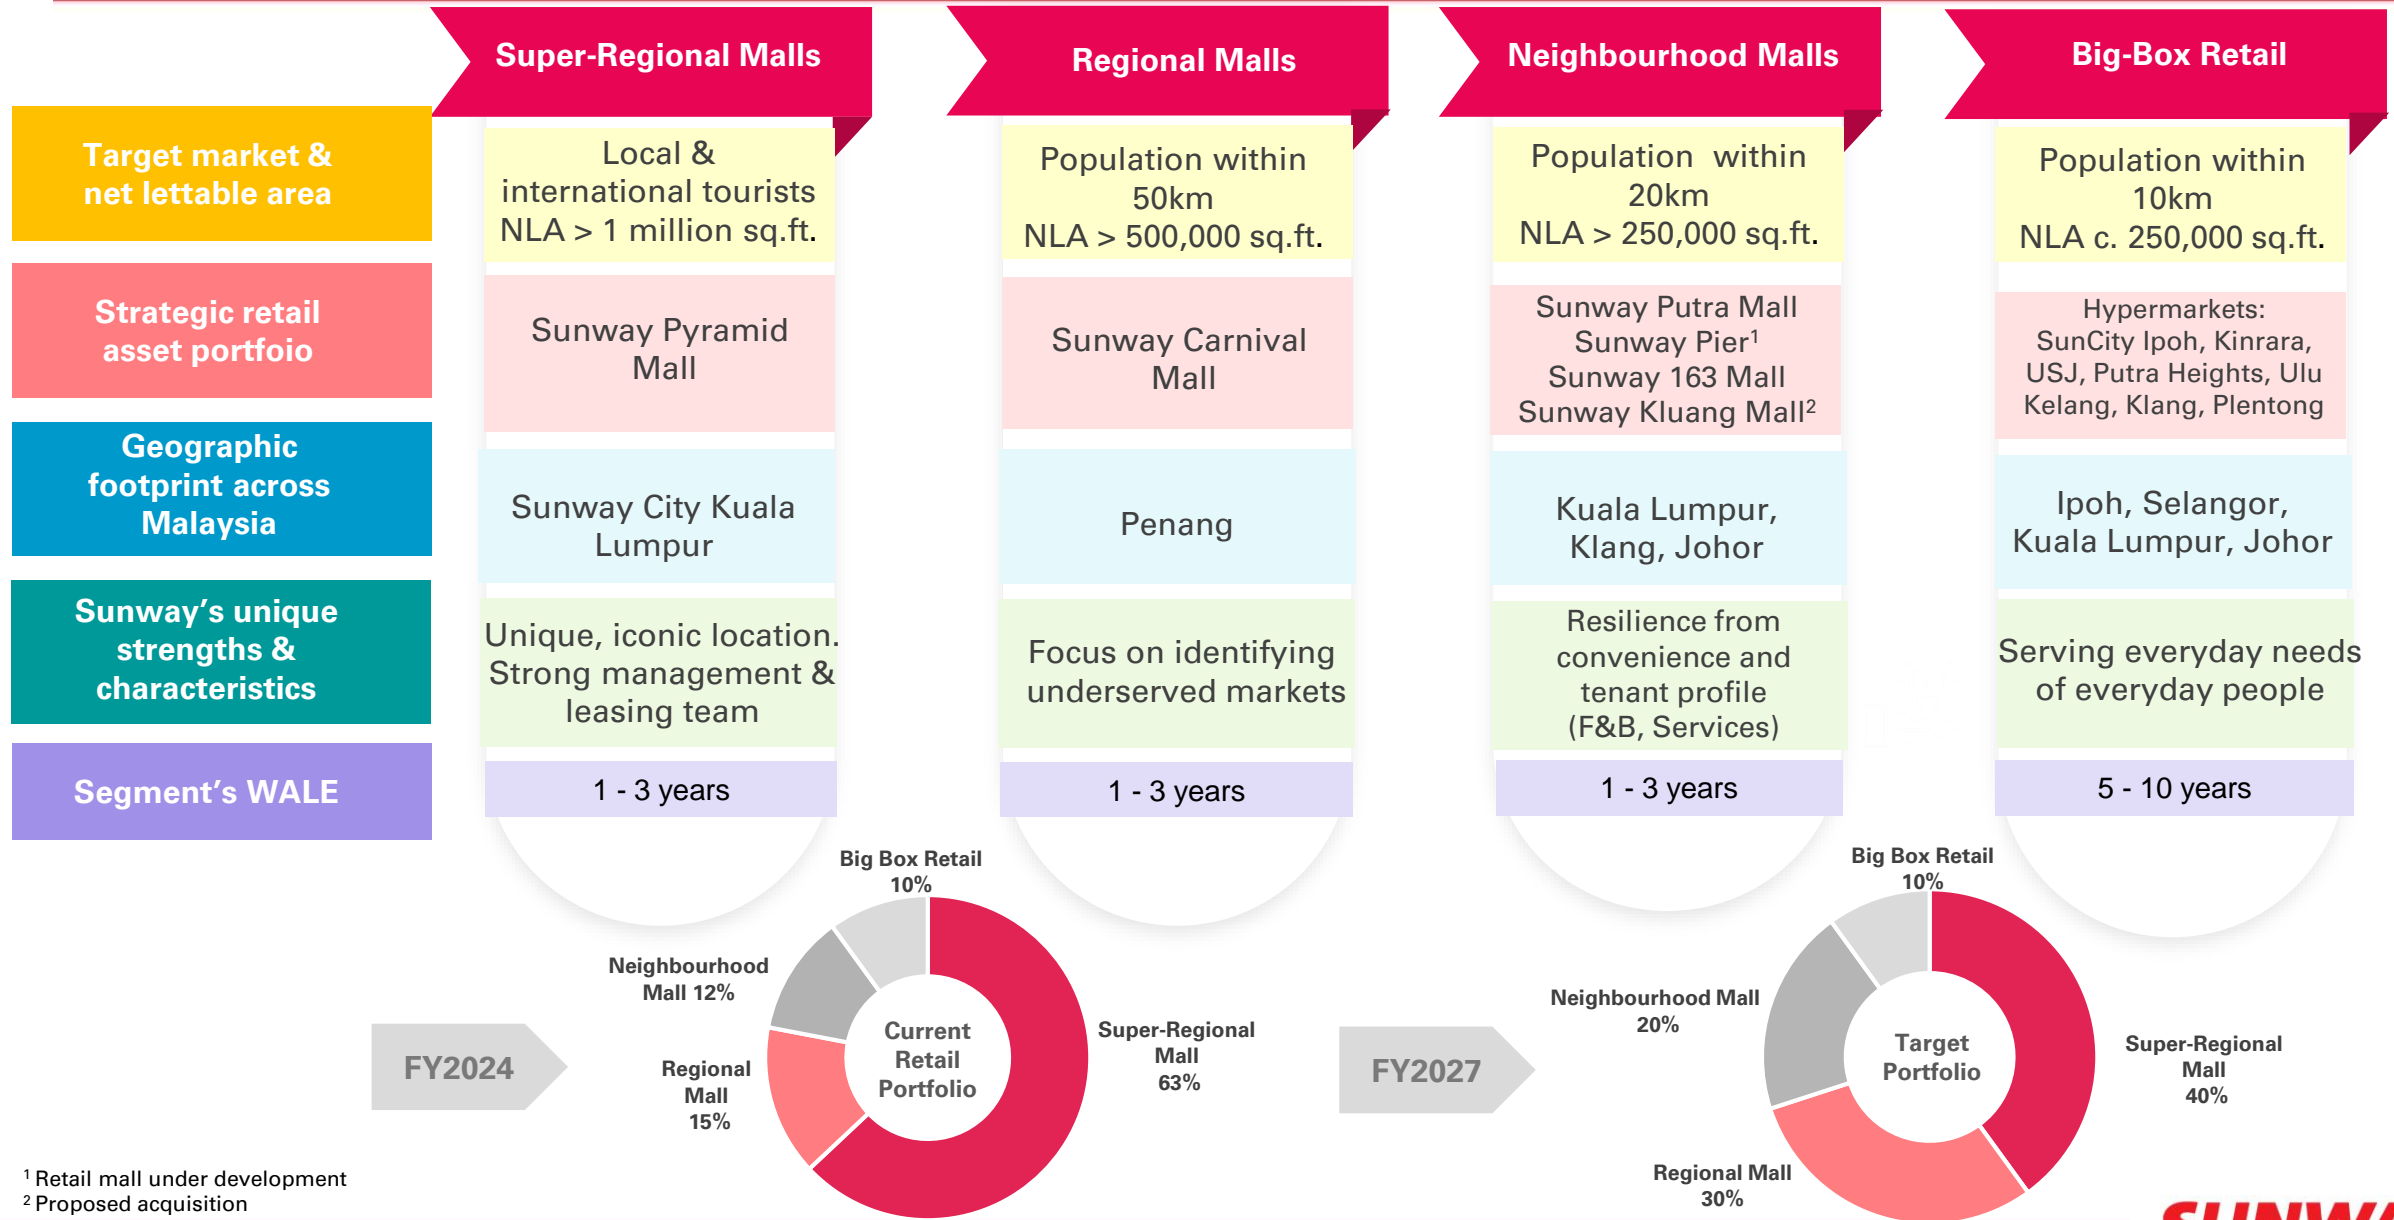 Super-Regional Malls
Regional Malls
Neighbourhood Malls
Big-Box Retail
Target market &
net lettable area
Local &
international tourists
NLA > 1 million sq.ft.
Population within
50km
NLA > 500,000 sq.ft.
Population within
20km
NLA > 250,000 sq.ft.
Population within
10km
NLA c. 250,000 sq.ft.
Strategic retail
asset portfoio
Sunway Pyramid
Mall
Sunway Carnival
Mall
Sunway Putra Mall
Sunway Pier¹
Sunway 163 Mall
Sunway Kluang Mall²
Hypermarkets:
SunCity Ipoh, Kinrara,
USJ, Putra Heights, Ulu
Kelang, Klang, Plentong
Geographic
footprint across
Malaysia
Sunway City Kuala
Lumpur
Penang
Kuala Lumpur,
Klang, Johor
Ipoh, Selangor,
Kuala Lumpur, Johor
Sunway’s unique
strengths &
characteristics
Unique, iconic location.
Strong management &
leasing team
Focus on identifying
underserved markets
Resilience from
convenience and
tenant profile
(F&B, Services)
Serving everyday needs
of everyday people
Segment’s WALE
1 - 3 years
1 - 3 years
1 - 3 years
5 - 10 years
FY2024
Big Box Retail
10%
Neighbourhood
Mall 12%
Regional
Mall
15%
Current
Retail
Portfolio
Super-Regional
Mall
63%
FY2027
Big Box Retail
10%
Neighbourhood Mall
20%
Regional Mall
30%
Target
Portfolio
Super-Regional
Mall
40%
¹ Retail mall under development
² Proposed acquisition